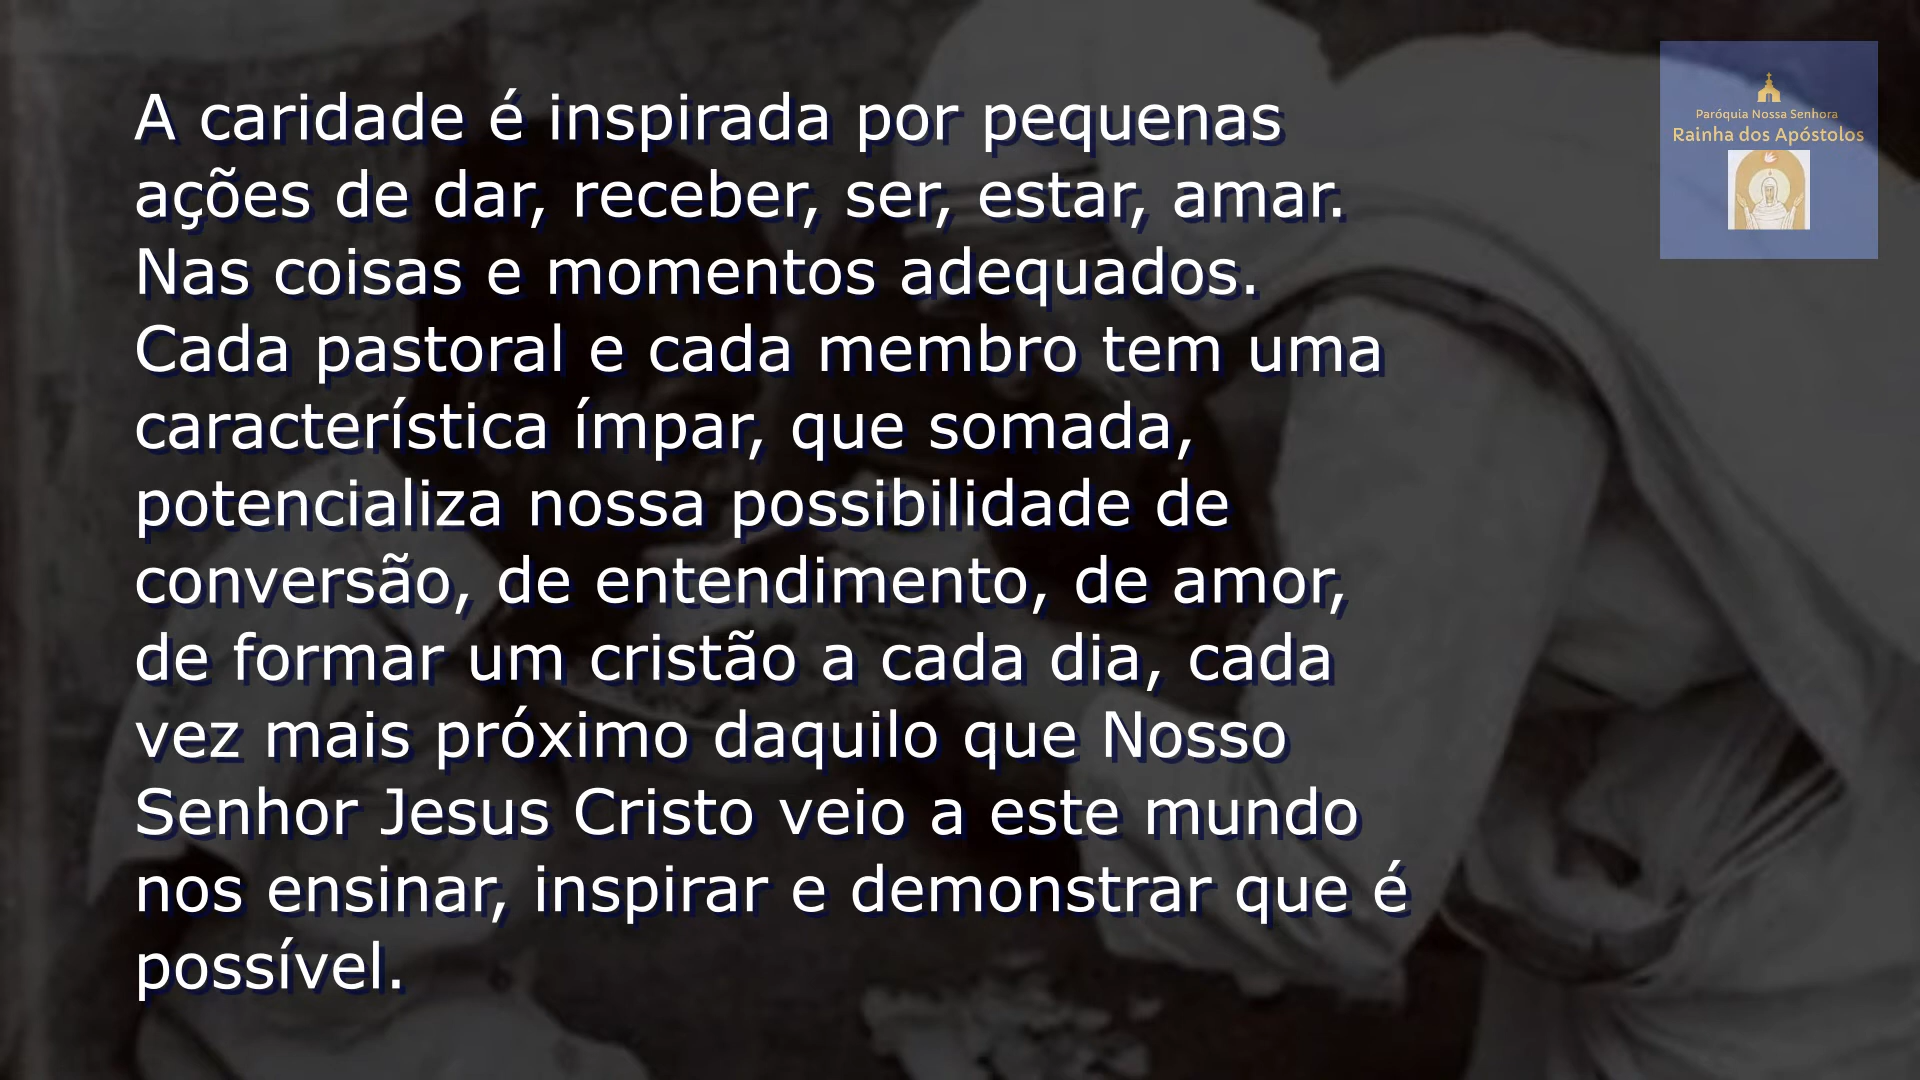 A caridade é inspirada por pequenas
ações de dar, receber, ser, estar, amar.
Nas coisas e momentos adequados.
Cada pastoral e cada membro tem uma
característica ímpar, que somada,
potencializa nossa possibilidade de
conversão, de entendimento, de amor,
de formar um cristão a cada dia, cada
vez mais próximo daquilo que Nosso
Senhor Jesus Cristo veio a este mundo
nos ensinar, inspirar e demonstrar que é
possível.
Paróquia Nossa Senhora
Rainha dos Apóstolos